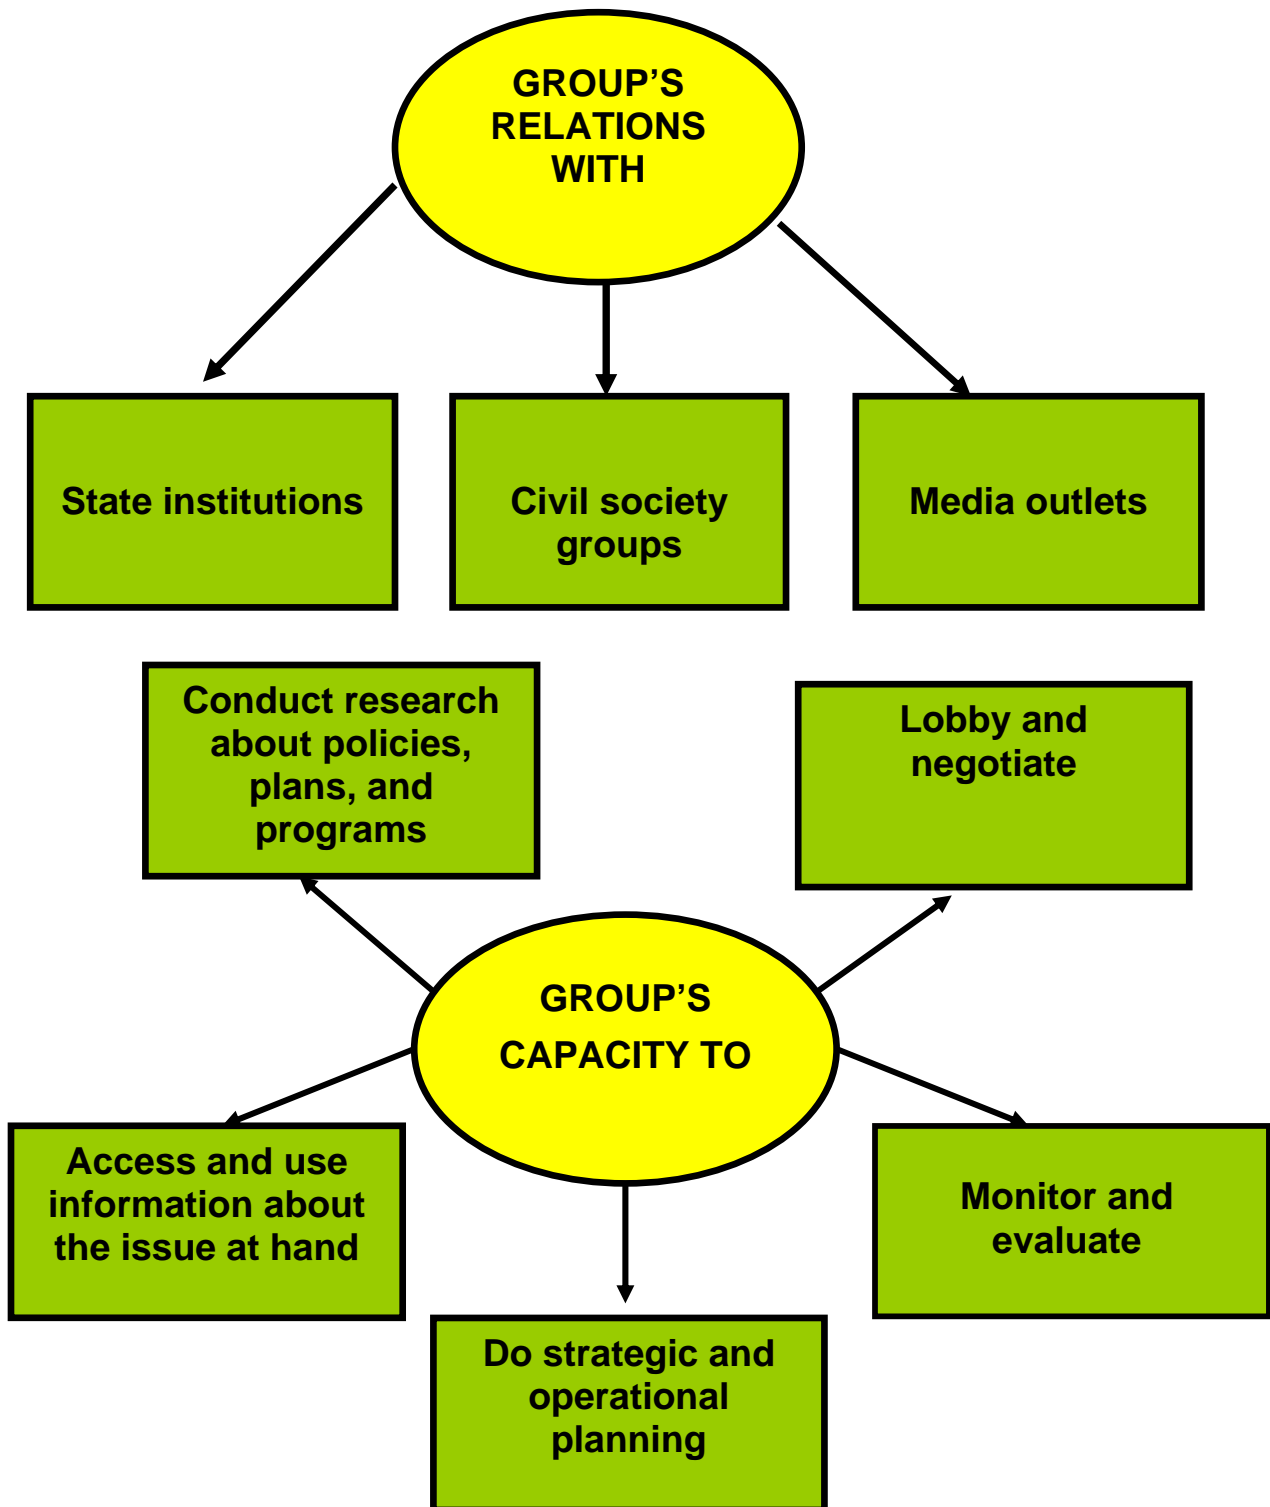 GROUP’S
RELATIONS
WITH
State institutions
Civil society
groups
Media outlets
Conduct research
about policies,
plans, and
programs
Lobby and
negotiate
GROUP’S
CAPACITY TO
Access and use
information about
the issue at hand
Monitor and
evaluate
Do strategic and
operational
planning